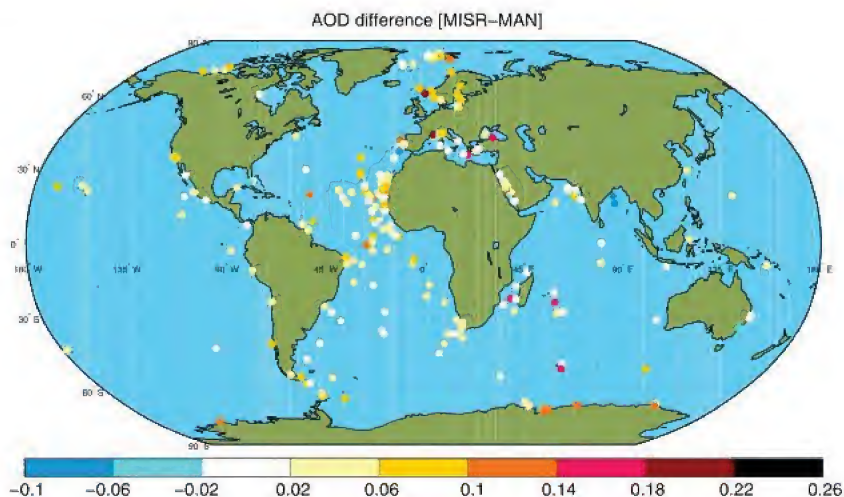 AOD difference [MISR−MAN]
80° N
60° N
30° N
0° N
180° W 135° W 90° W 45° W 0° E 45° E 90° E 135° E 180° E
30° S
60° S
90° S
−0.1 −0.06 −0.02 0.02 0.06 0.1 0.14 0.18 0.22 0.26